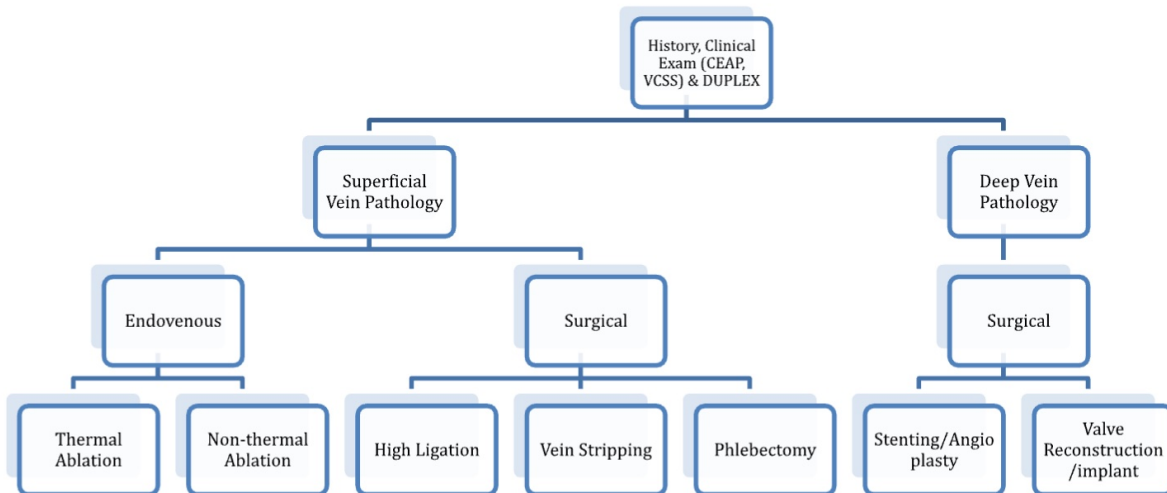 History, Clinical
Exam (CEAP,
VCSS) & DUPLEX
Superficial
Vein Pathology
Deep Vein
Pathology
Endovenous
Surgical
Surgical
Thermal
Ablation
Non-thermal
Ablation
High Ligation
Vein Stripping
Phlebectomy
Stenting/Angio
plasty
Valve
Reconstruction
/implant